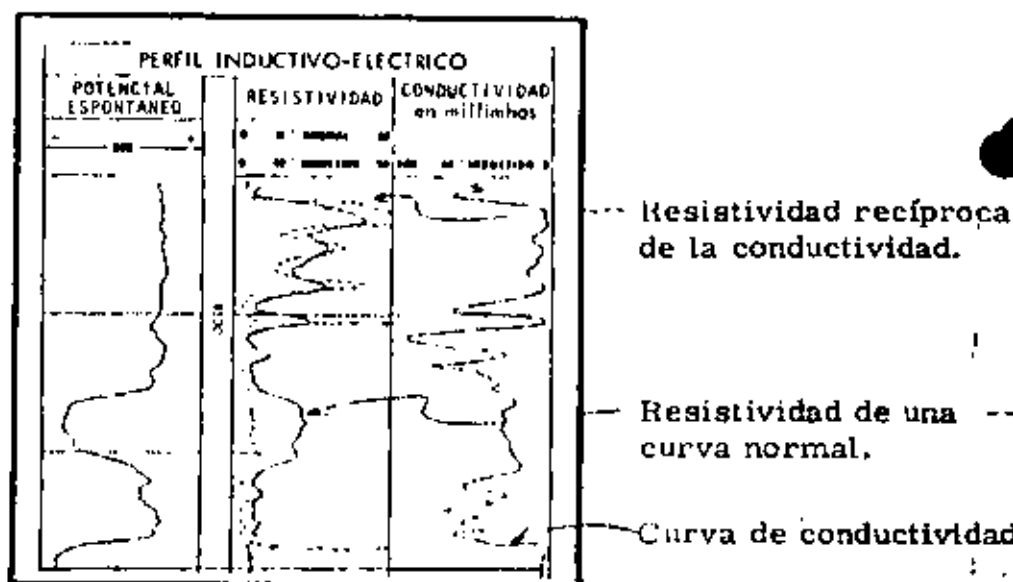 PERFIL INDUCTIVO-ELECTRICO
POTENCIAL
ESPONTANEO
RESISTIVIDAD
CONDUCTIVIDAD
en millimhos
Resistividad recíproca
de la conductividad.
Resistividad de una
curva normal.
Curva de conductividad